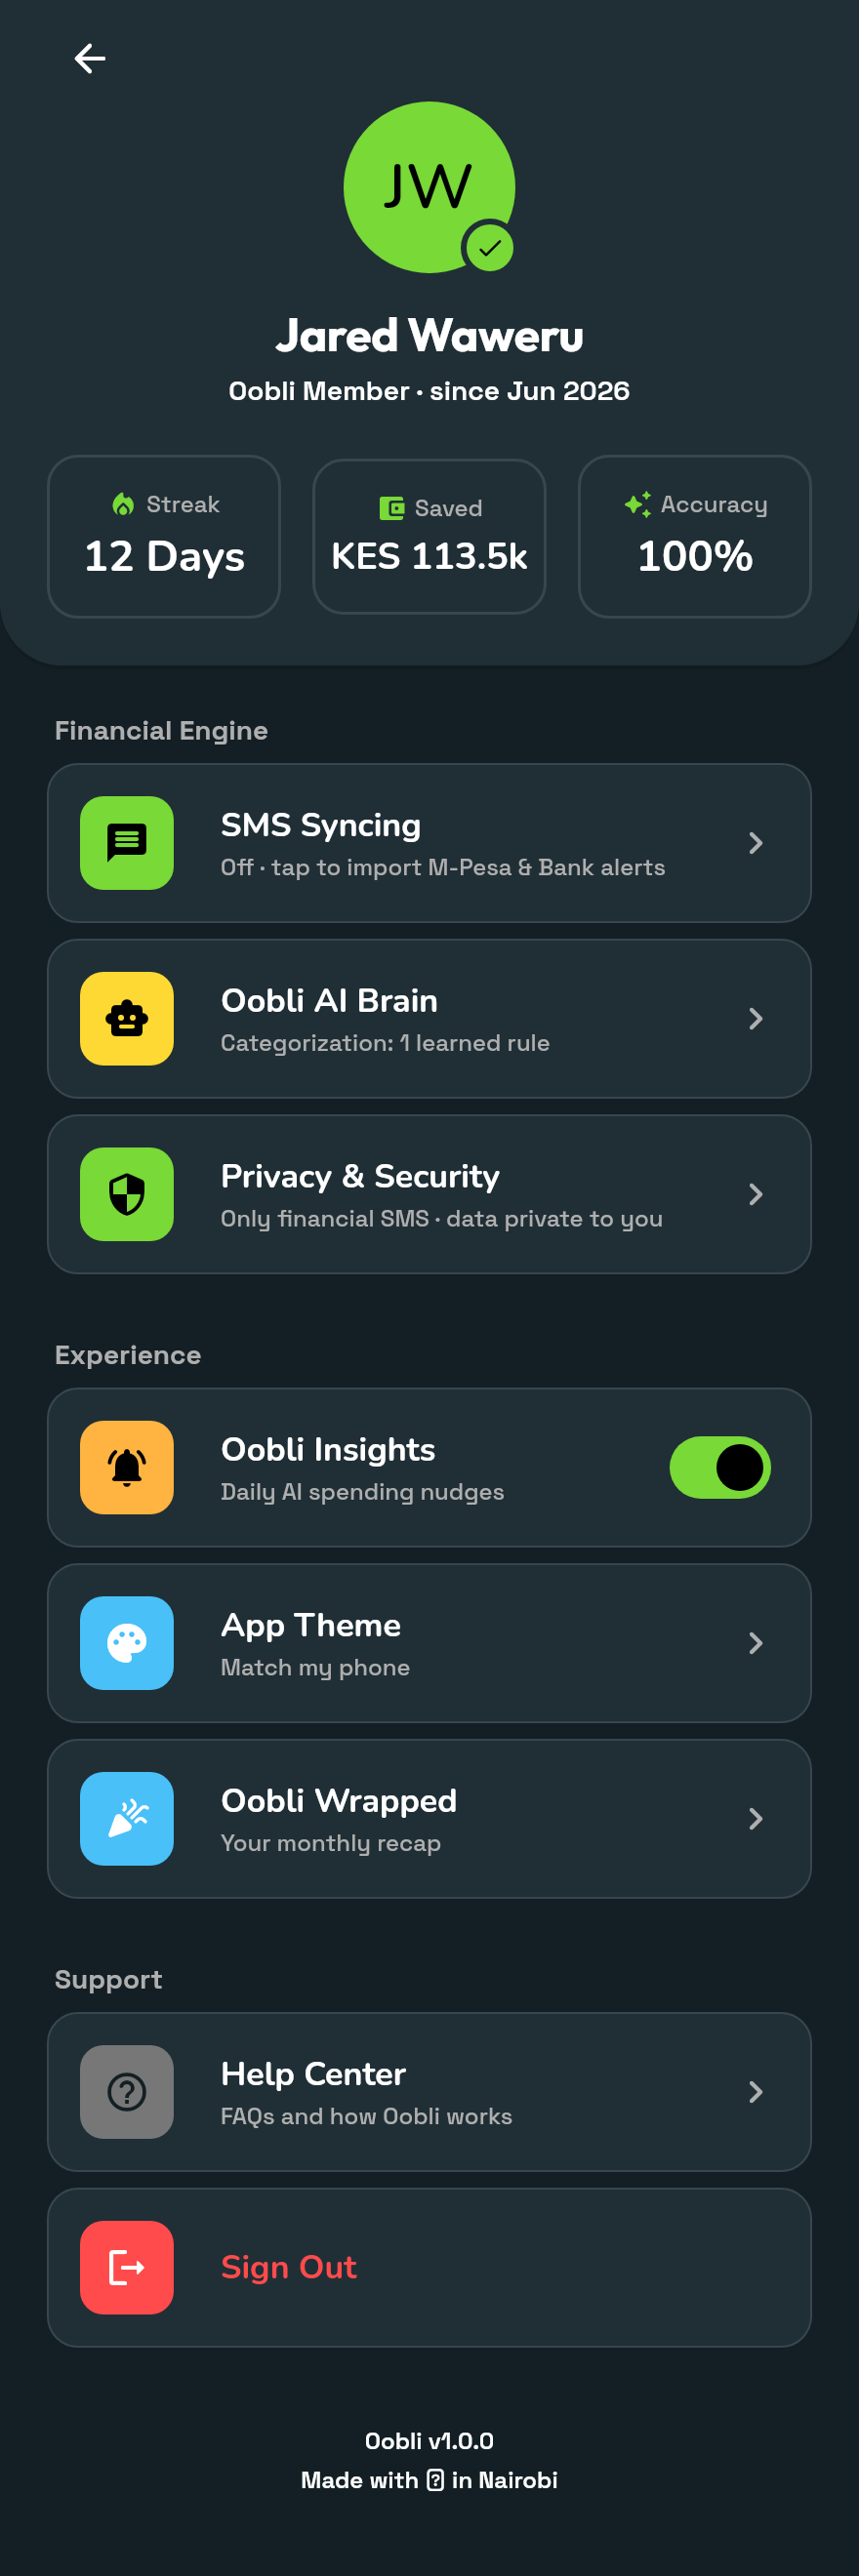 JW
Jared Waweru
Oobli Member · since Jun 2026
Streak
12 Days
Saved
KES 113.5k
Accuracy
100%
Financial Engine
SMS Syncing
Off · tap to import M-Pesa & Bank alerts
Oobli AI Brain
Categorization: 1 learned rule
Privacy & Security
Only financial SMS · data private to you
Experience
Oobli Insights
Daily AI spending nudges
App Theme
Match my phone
Oobli Wrapped
Your monthly recap
Support
Help Center
FAQs and how Oobli works
Sign Out
Oobli v1.0.0
Made with ⍰ in Nairobi